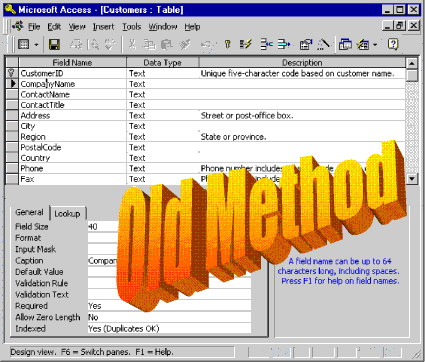 Microsoft Access - [Customers : Table]
File Edit View Insert Tools Window Help
Field Name Data Type Description
CustomerID Text Unique five-character code based on customer name.
CompanyName Text
ContactName Text
ContactTitle Text
Address Text Street or post-office box.
City Text
Region Text State or province.
PostalCode Text
Country Text
Phone Text Phone number includes
Fax Text
Old Method
General Lookup
Field Size 40
Format
Input Mask
Caption Compan
Default Value
Validation Rule
Validation Text
Required Yes
Allow Zero Length No
Indexed Yes (Duplicates OK)
A field name can be up to 64
characters long, including spaces.
Press F1 for help on field names.
Design view. F6 = Switch panes. F1 = Help.